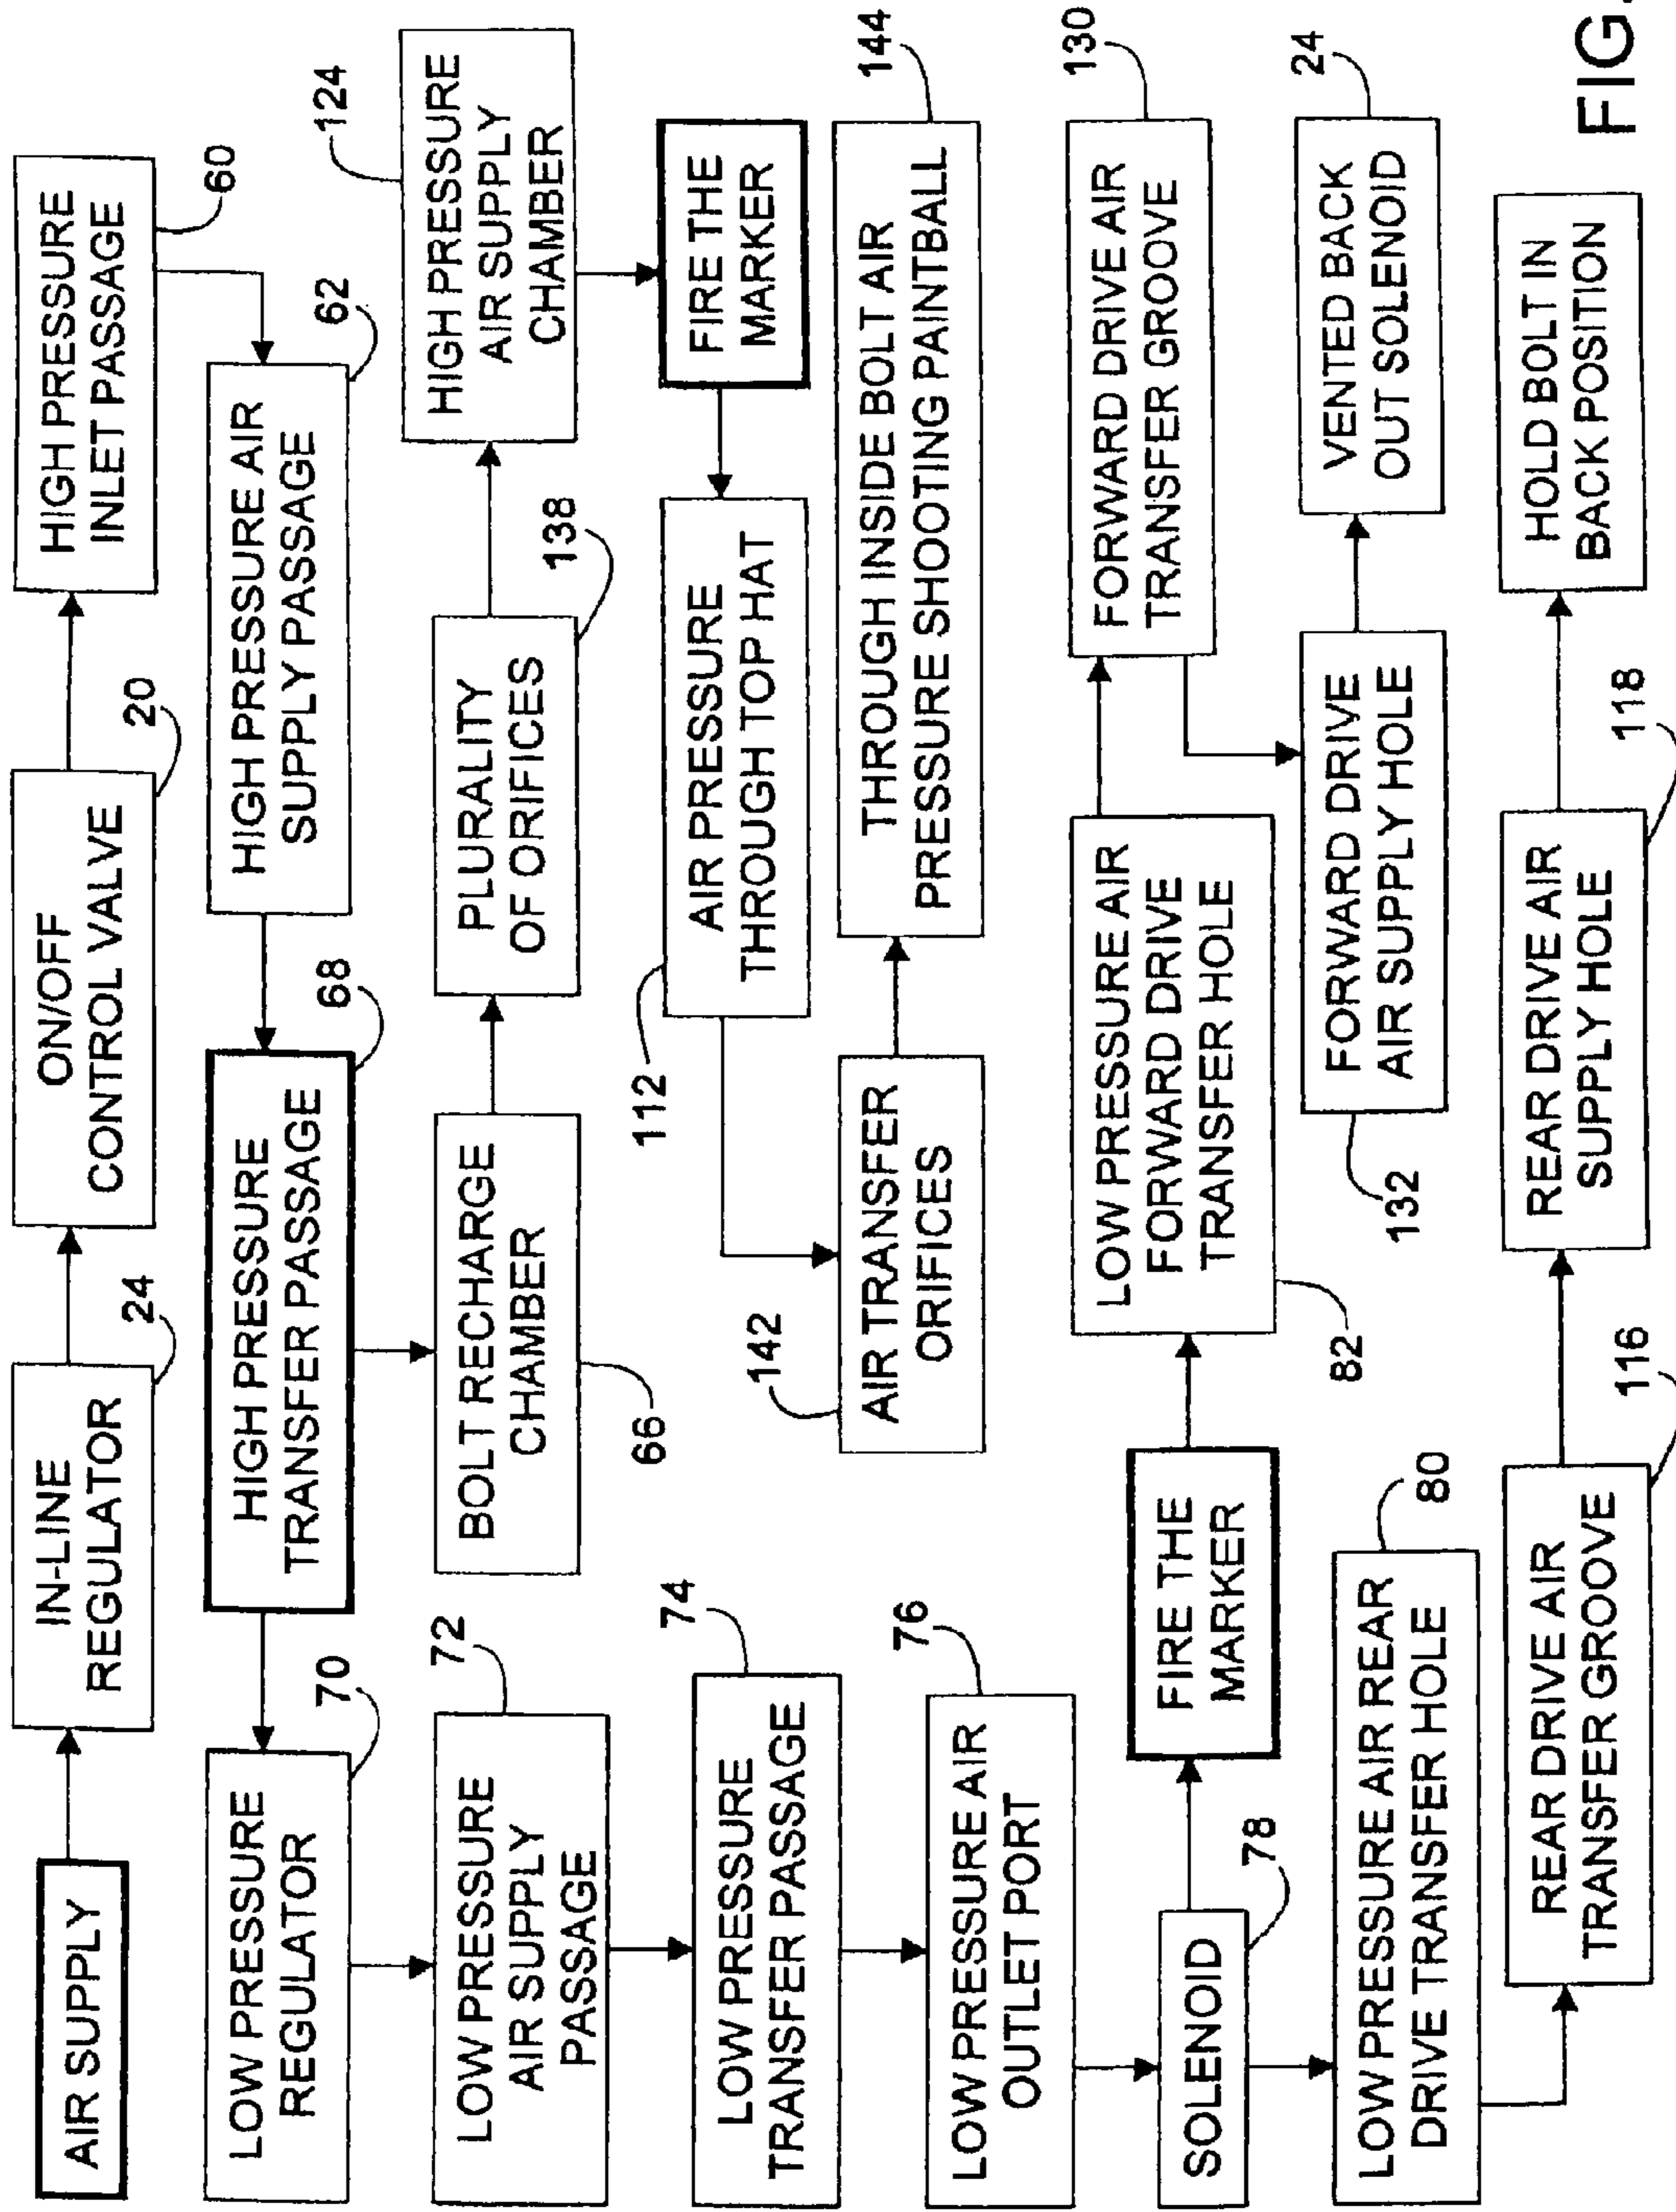 AIR SUPPLY
IN-LINE
REGULATOR
24
ON/OFF
CONTROL VALVE
20
HIGH PRESSURE
INLET PASSAGE
60
HIGH PRESSURE AIR
SUPPLY PASSAGE
62
HIGH PRESSURE
TRANSFER PASSAGE
68
LOW PRESSURE
REGULATOR
70
BOLT RECHARGE
CHAMBER
66
PLURALITY
OF ORIFICES
138
HIGH PRESSURE
AIR SUPPLY
CHAMBER
124
FIRE THE
MARKER
AIR PRESSURE
THROUGH TOP HAT
112
AIR TRANSFER
ORIFICES
142
THROUGH INSIDE BOLT AIR
PRESSURE SHOOTING PAINTBALL
144
LOW PRESSURE
AIR SUPPLY
PASSAGE
72
LOW PRESSURE
TRANSFER PASSAGE
74
LOW PRESSURE AIR
OUTLET PORT
76
SOLENOID
78
FIRE THE
MARKER
LOW PRESSURE AIR
FORWARD DRIVE
TRANSFER HOLE
82
FORWARD DRIVE AIR
TRANSFER GROOVE
130
FORWARD DRIVE
AIR SUPPLY HOLE
132
VENTED BACK
OUT SOLENOID
24
LOW PRESSURE AIR REAR
DRIVE TRANSFER HOLE
80
REAR DRIVE AIR
TRANSFER GROOVE
116
REAR DRIVE AIR
SUPPLY HOLE
118
HOLD BOLT IN
BACK POSITION
FIG.